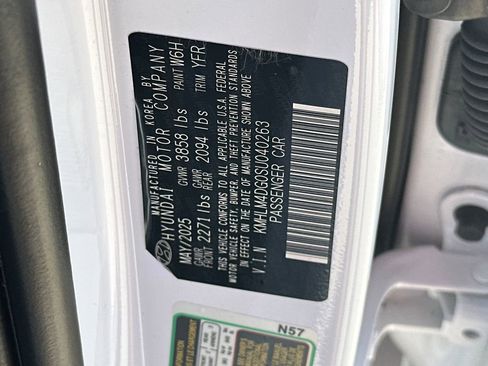 MANUFACTURED IN KOREA BY
HYUNDAI MOTOR COMPANY
MAY/2025 GVWR 3858 lbs PAINT W6H
GAWR FRONT 2271 lbs GAWR REAR 2094 lbs TRIM YFR
THIS VEHICLE CONFORMS TO ALL APPLICABLE U.S.A. FEDERAL
MOTOR VEHICLE SAFETY, BUMPER, AND THEFT PREVENTION STANDARDS
IN EFFECT ON THE DATE OF MANUFACTURE SHOWN ABOVE
V.I.N KMHLM4DG0SU040263
PASSENGER CAR
N57